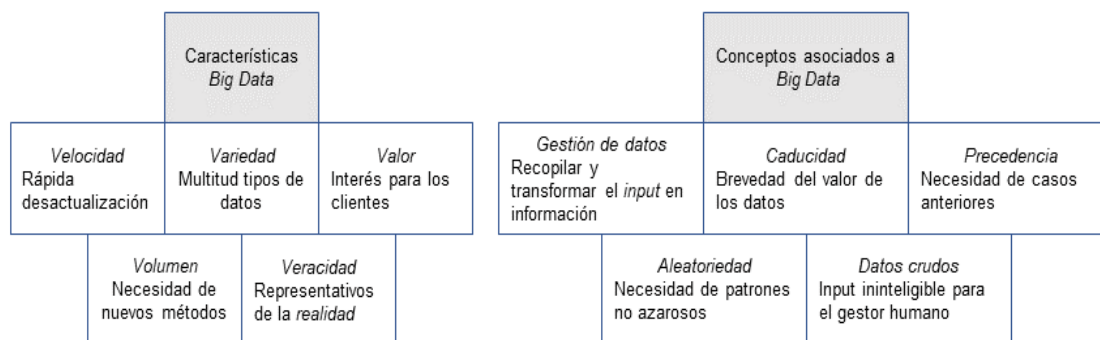 Características
Big Data
Velocidad
Rápida
desactualización
Variedad
Multitud tipos de
datos
Valor
Interés para los
clientes
Volumen
Necesidad de
nuevos métodos
Veracidad
Representativos
de la realidad
Conceptos asociados a
Big Data
Gestión de datos
Recopilar y
transformar el input en
información
Caducidad
Brevedad del valor de
los datos
Precedencia
Necesidad de casos
anteriores
Aleatoriedad
Necesidad de patrones
no azarosos
Datos crudos
Input ininteligible para
el gestor humano